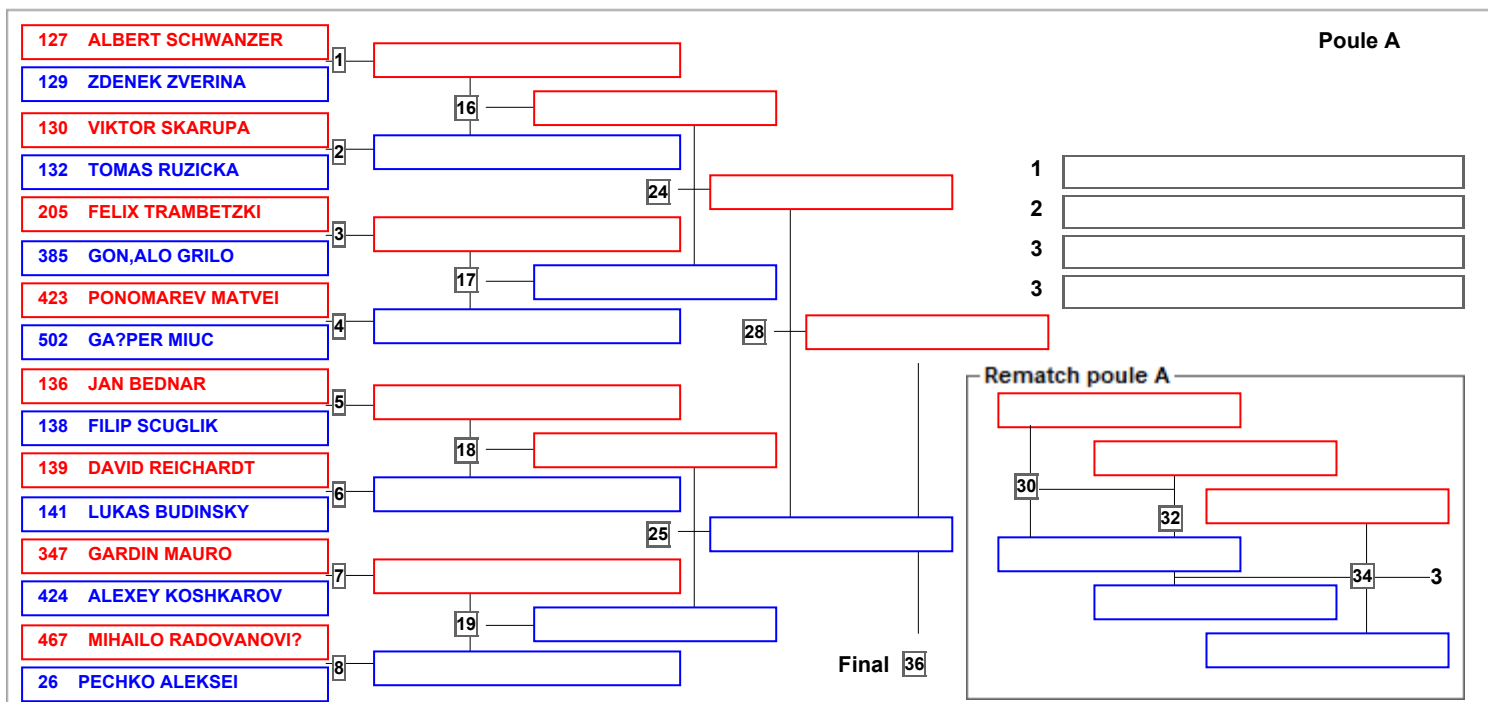 Poule A
127 ALBERT SCHWANZER
1
129 ZDENEK ZVERINA
16
130 VIKTOR SKARUPA
2
132 TOMAS RUZICKA
1
24
2
205 FELIX TRAMBETZKI
3
385 GON,ALO GRILO
3
17
423 PONOMAREV MATVEI
3
4
502 GA?PER MIUC
28
136 JAN BEDNAR
Rematch poule A
5
138 FILIP SCUGLIK
18
139 DAVID REICHARDT
30
6
141 LUKAS BUDINSKY
32
25
347 GARDIN MAURO
7
34
3
424 ALEXEY KOSHKAROV
19
467 MIHAILO RADOVANOVI?
8
Final 36
26 PECHKO ALEKSEI